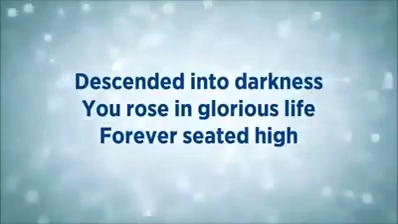 Descended into darkness
You rose in glorious life
Forever seated high